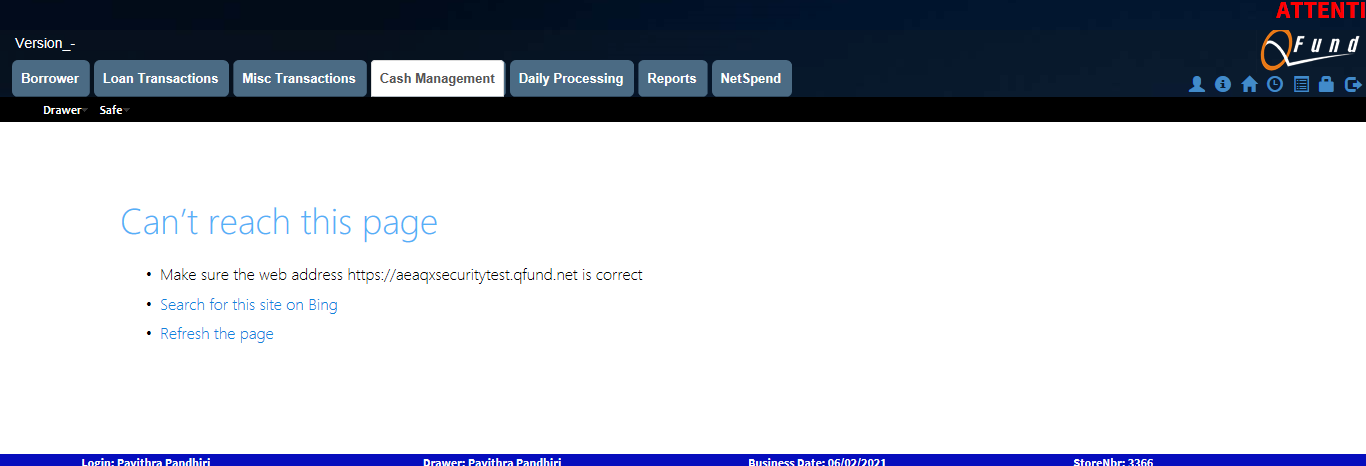 ATTENTI
Version_-
QFund
Borrower Loan Transactions Misc Transactions Cash Management Daily Processing Reports NetSpend
Drawer Safe
Can't reach this page
• Make sure the web address https://aeaqxsecuritytest.qfund.net is correct
• Search for this site on Bing
• Refresh the page
Login: Pavithra Pandhiri Drawer: Pavithra Pandhiri Business Date: 06/02/2021 StoreNbr: 3366